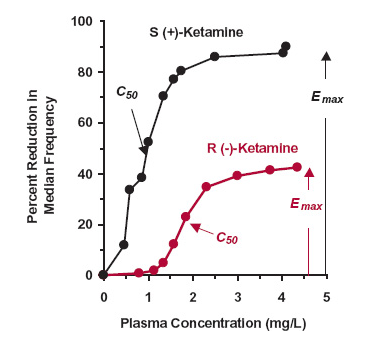 100
S (+)-Ketamine
80
C50
Emax
60
R (-)-Ketamine
40
Emax
20
C50
0
0 1 2 3 4 5
Plasma Concentration (mg/L)
Percent Reduction in
Median Frequency